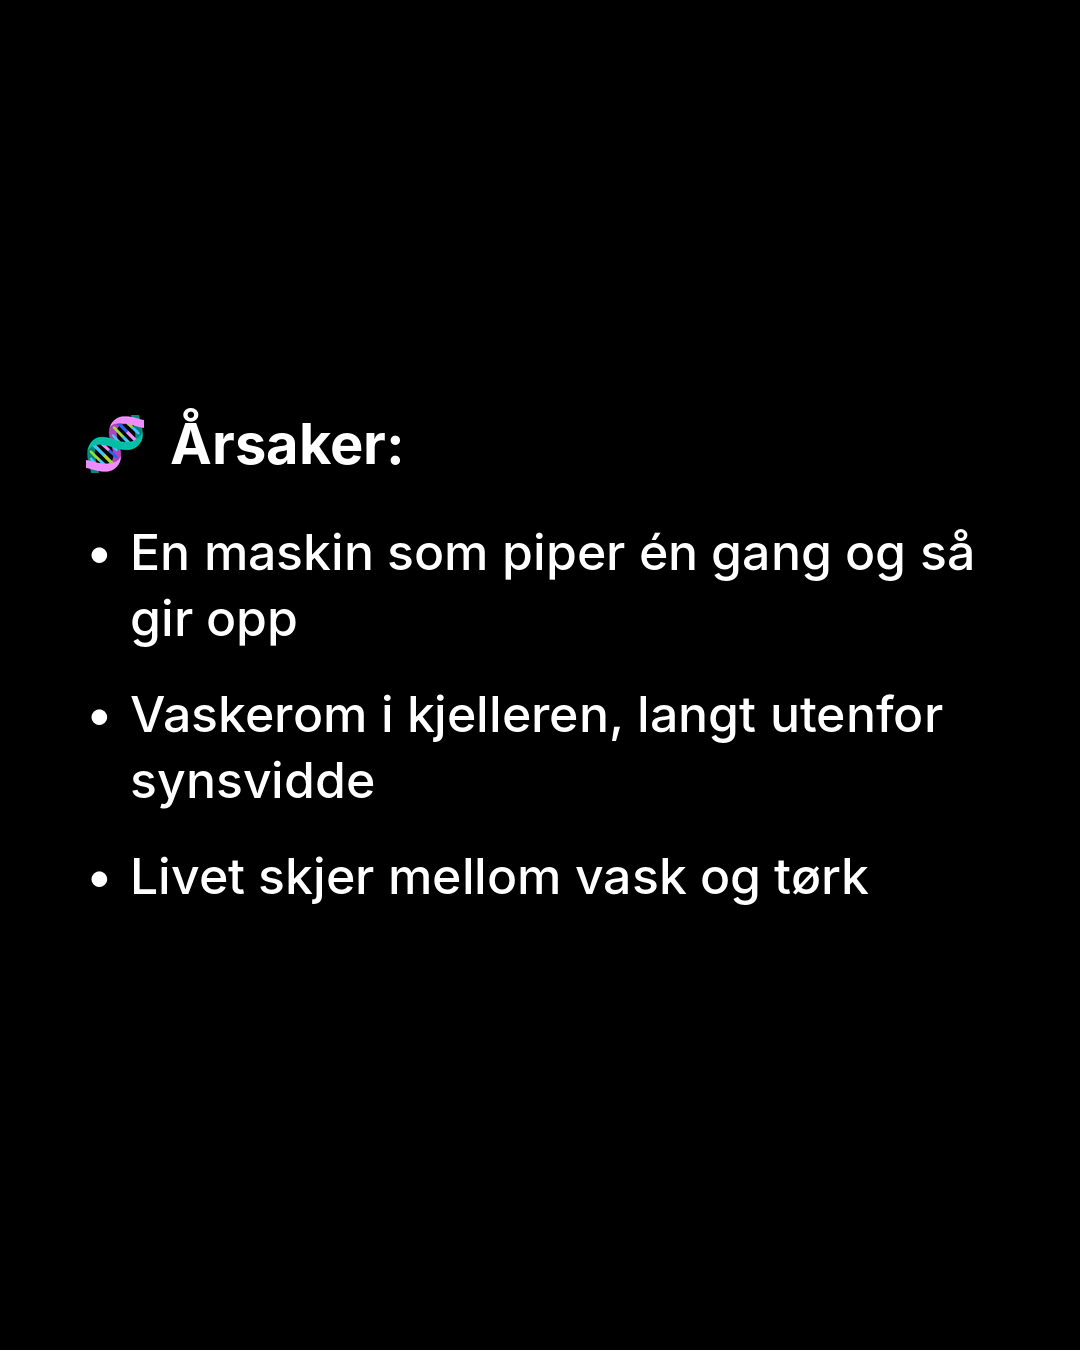 🧬 Årsaker:
• En maskin som piper én gang og så
gir opp
• Vaskerom i kjelleren, langt utenfor
synsvidde
• Livet skjer mellom vask og tørk